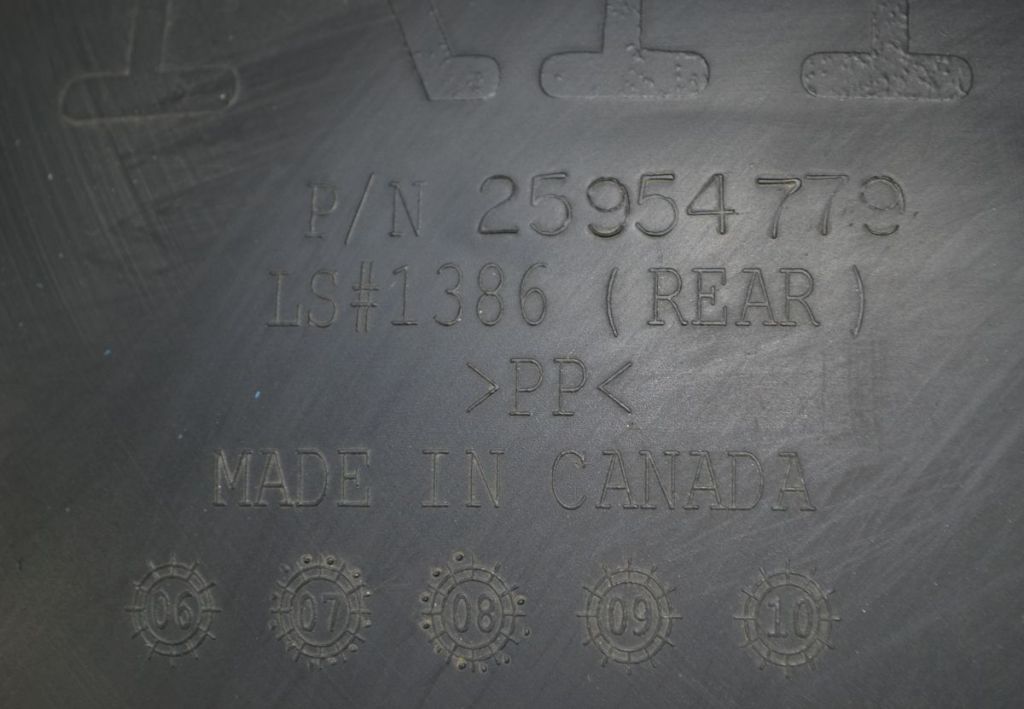 P/N 25954779
LS#1386 (REAR)
>PP<
MADE IN CANADA
06 07 08 09 10